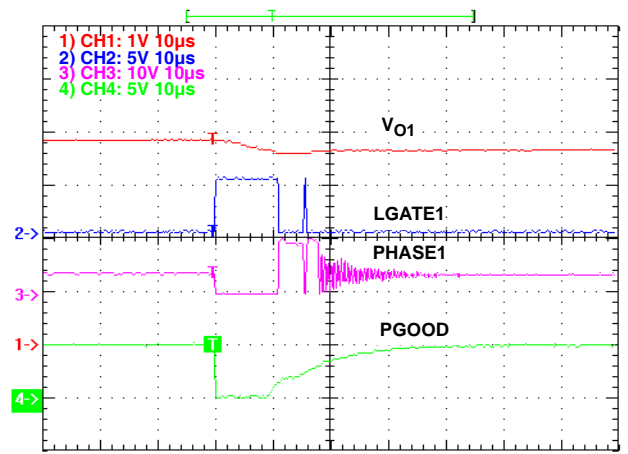 T
1) CH1: 1V 10µs
2) CH2: 5V 10µs
3) CH3: 10V 10µs
4) CH4: 5V 10µs
VO1
T
LGATE1
2->
PHASE1
T
3->
PGOOD
1->
T
4->